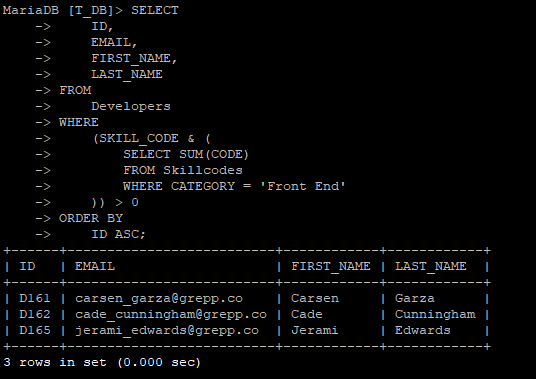 MariaDB [T_DB]> SELECT
    ->     ID,
    ->     EMAIL,
    ->     FIRST_NAME,
    ->     LAST_NAME
    -> FROM
    ->     Developers
    -> WHERE
    ->     (SKILL_CODE & (
    ->         SELECT SUM(CODE)
    ->         FROM Skillcodes
    ->         WHERE CATEGORY = 'Front End'
    ->     )) > 0
    -> ORDER BY
    ->     ID ASC;
+------+---------------------------+------------+------------+
| ID   | EMAIL                     | FIRST_NAME | LAST_NAME  |
+------+---------------------------+------------+------------+
| D161 | carsen_garza@grepp.co     | Carsen     | Garza      |
| D162 | cade_cunningham@grepp.co  | Cade       | Cunningham |
| D165 | jerami_edwards@grepp.co   | Jerami     | Edwards    |
+------+---------------------------+------------+------------+
3 rows in set (0.000 sec)